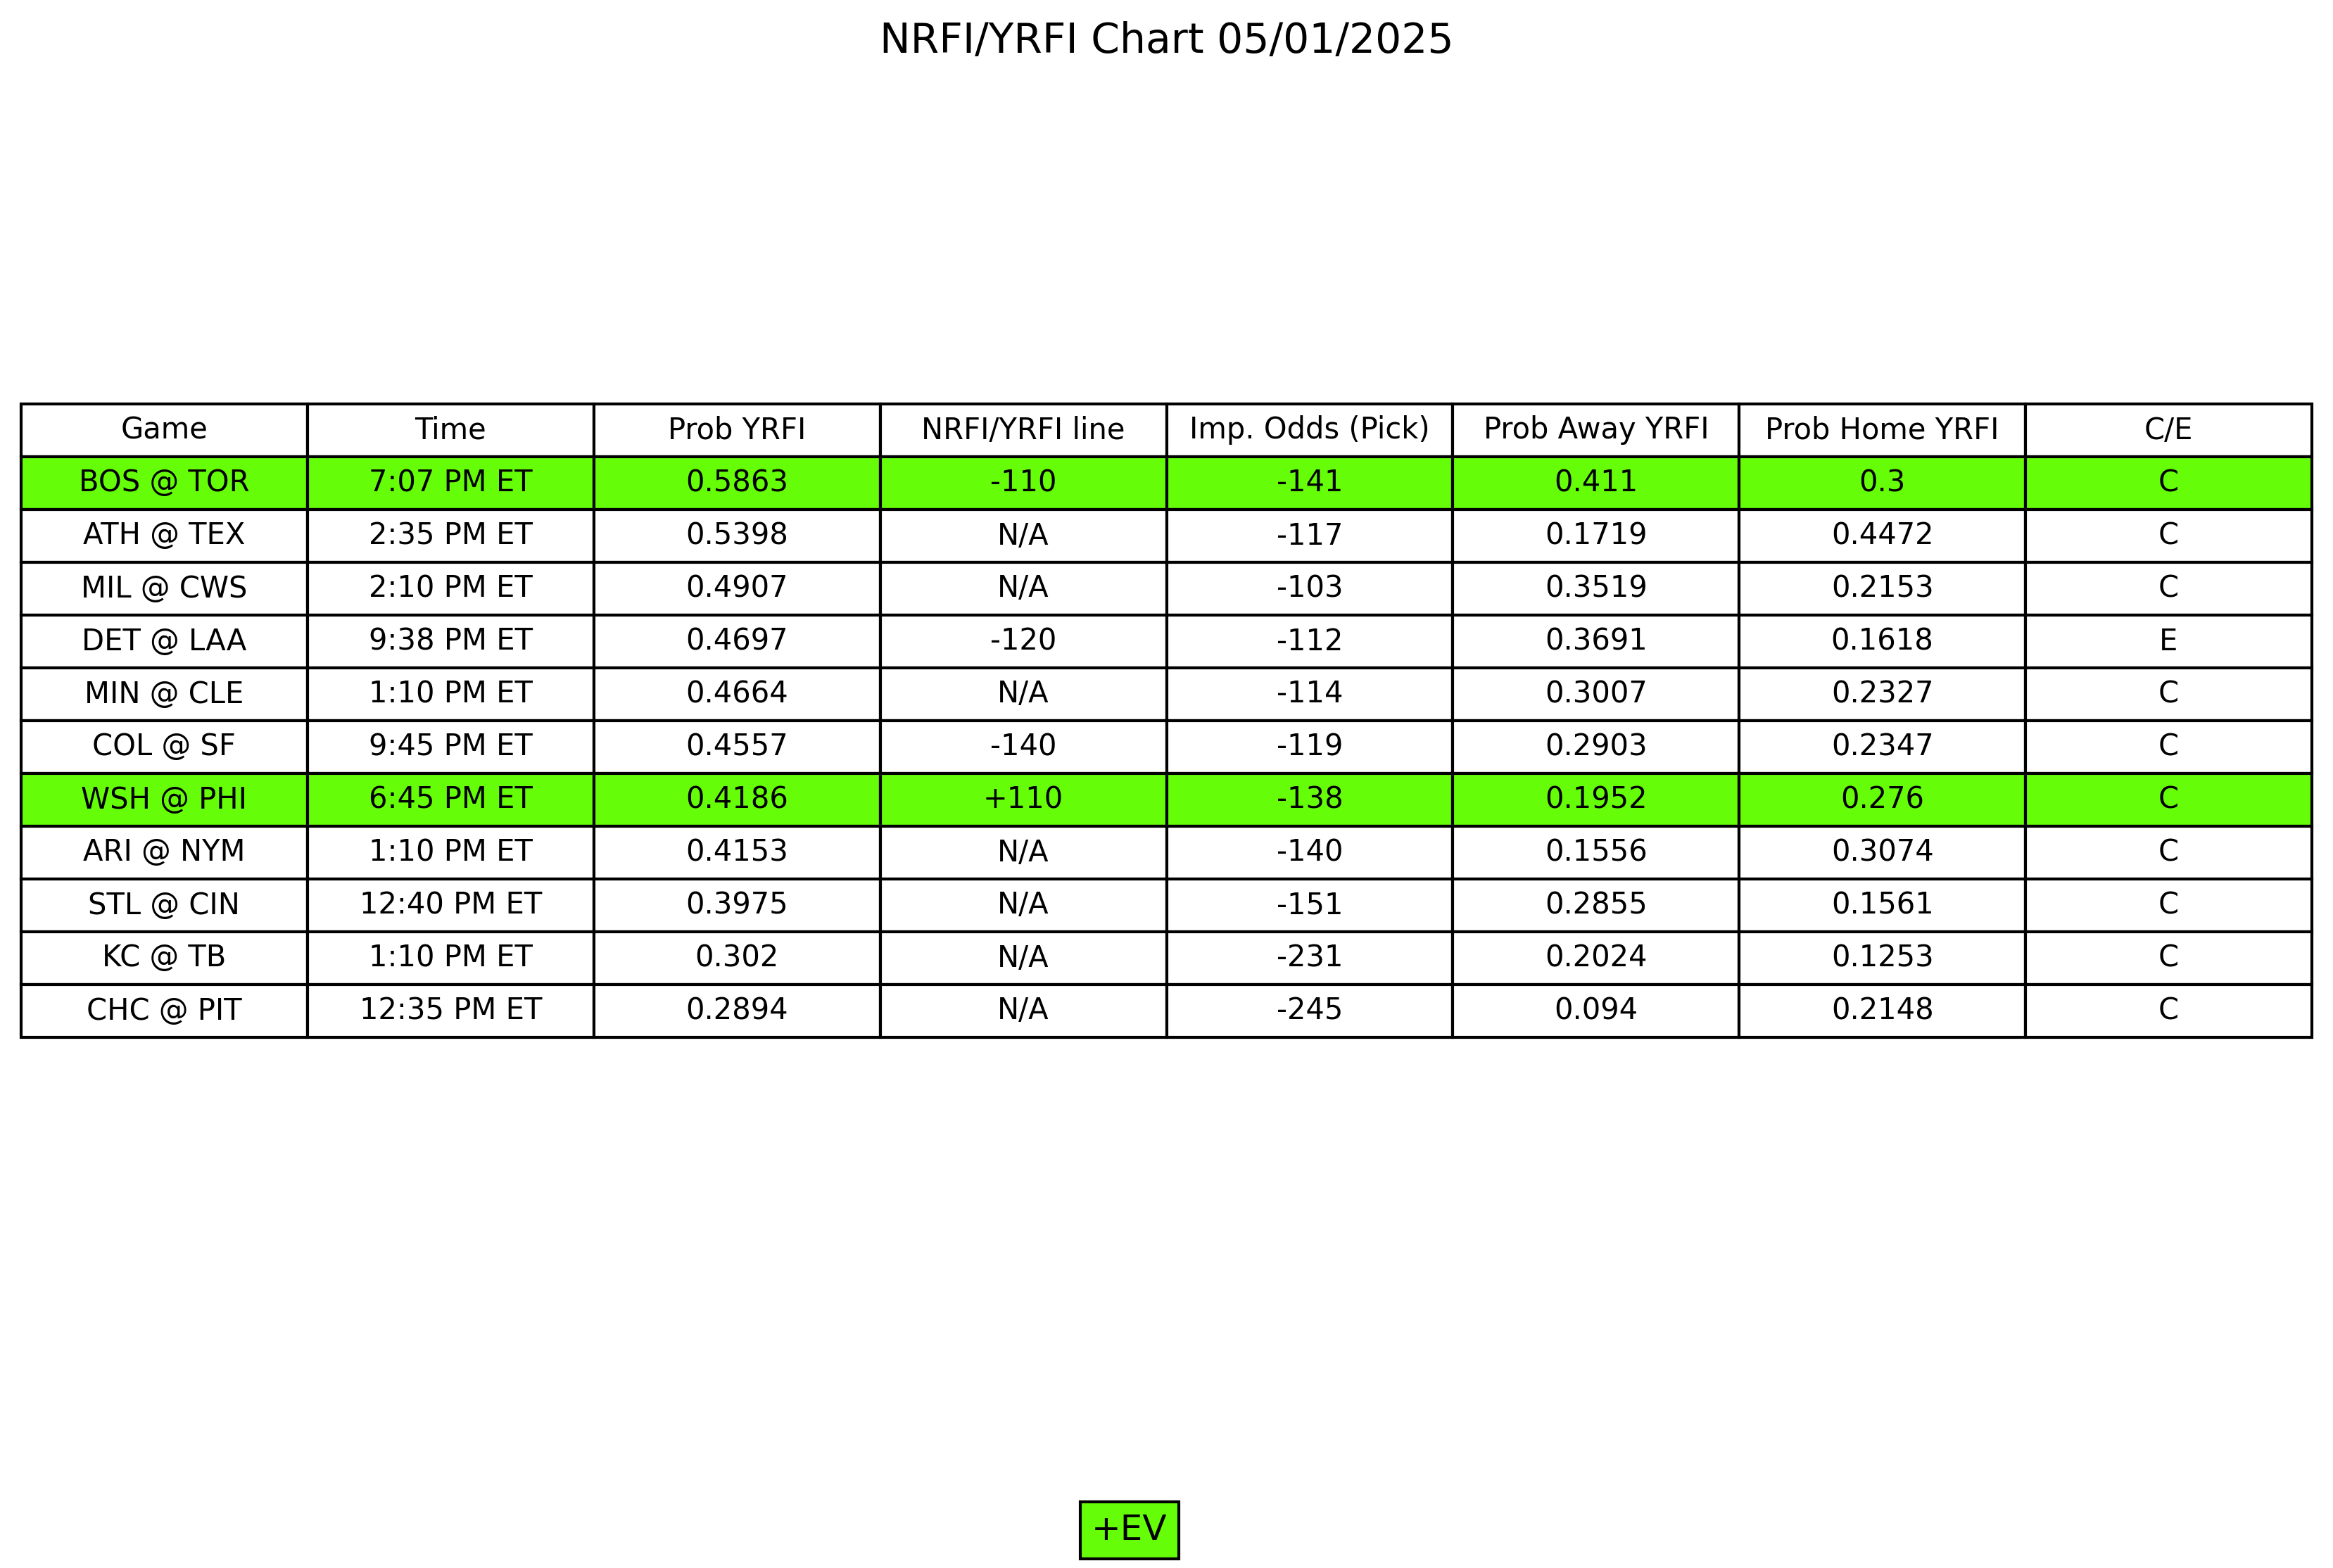 NRFI/YRFI Chart 05/01/2025
Game Time Prob YRFI NRFI/YRFI line Imp. Odds (Pick) Prob Away YRFI Prob Home YRFI C/E
BOS @ TOR 7:07 PM ET 0.5863 -110 -141 0.411 0.3 C
ATH @ TEX 2:35 PM ET 0.5398 N/A -117 0.1719 0.4472 C
MIL @ CWS 2:10 PM ET 0.4907 N/A -103 0.3519 0.2153 C
DET @ LAA 9:38 PM ET 0.4697 -120 -112 0.3691 0.1618 E
MIN @ CLE 1:10 PM ET 0.4664 N/A -114 0.3007 0.2327 C
COL @ SF 9:45 PM ET 0.4557 -140 -119 0.2903 0.2347 C
WSH @ PHI 6:45 PM ET 0.4186 +110 -138 0.1952 0.276 C
ARI @ NYM 1:10 PM ET 0.4153 N/A -140 0.1556 0.3074 C
STL @ CIN 12:40 PM ET 0.3975 N/A -151 0.2855 0.1561 C
KC @ TB 1:10 PM ET 0.302 N/A -231 0.2024 0.1253 C
CHC @ PIT 12:35 PM ET 0.2894 N/A -245 0.094 0.2148 C
+EV